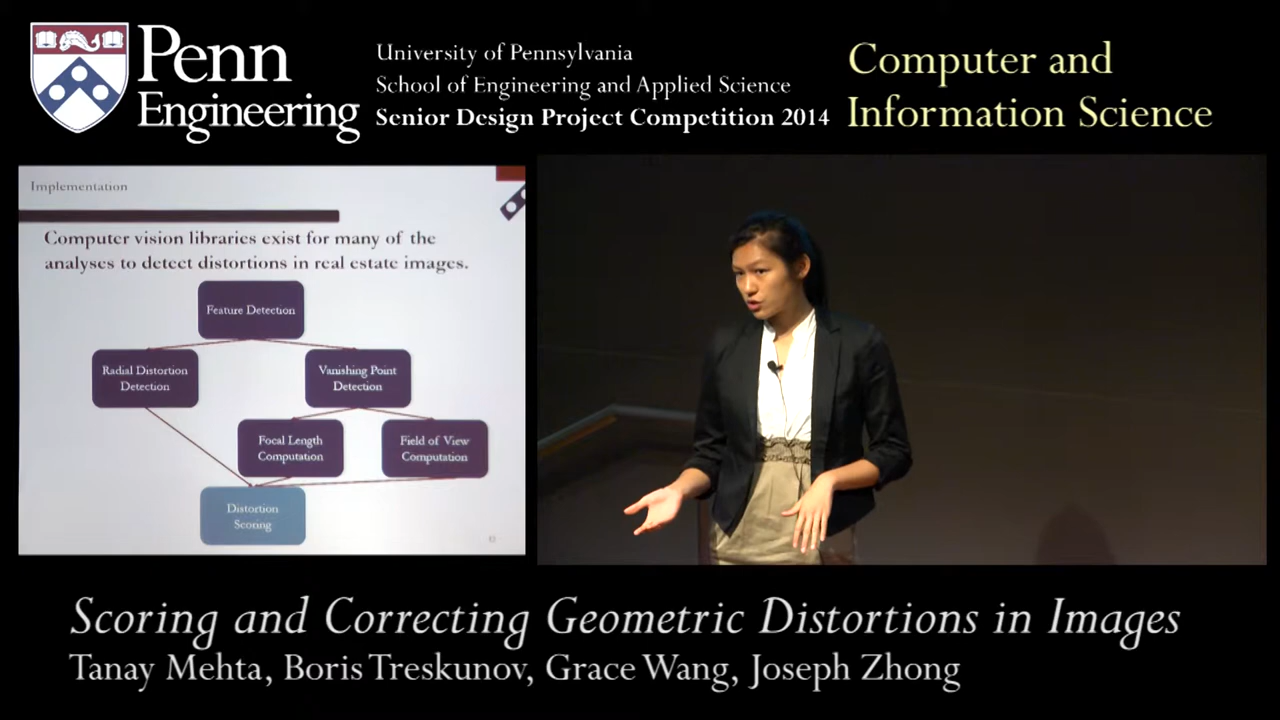 Penn
Engineering
University of Pennsylvania
School of Engineering and Applied Science
Senior Design Project Competition 2014
Computer and
Information Science
Implementation
Computer vision libraries exist for many of the
analyses to detect distortions in real estate images.
Feature Detection
Radial Distortion
Detection
Vanishing Point
Detection
Focal Length
Computation
Field of View
Computation
Distortion
Scoring
Scoring and Correcting Geometric Distortions in Images
Tanay Mehta, Boris Treskunov, Grace Wang, Joseph Zhong